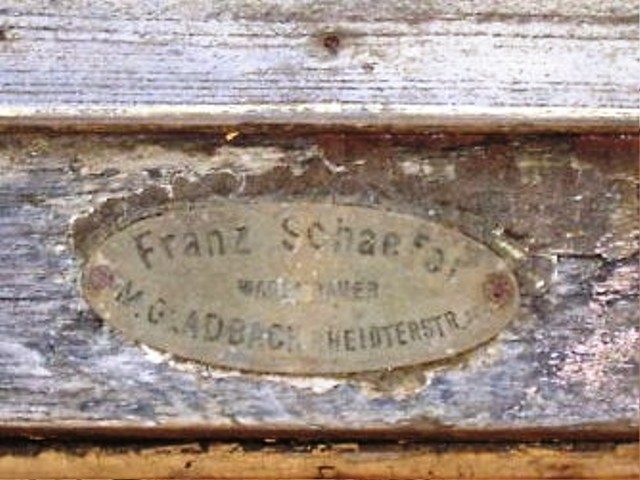 Franz Schaefer
M. GLADBACH HEIDTERSTR.